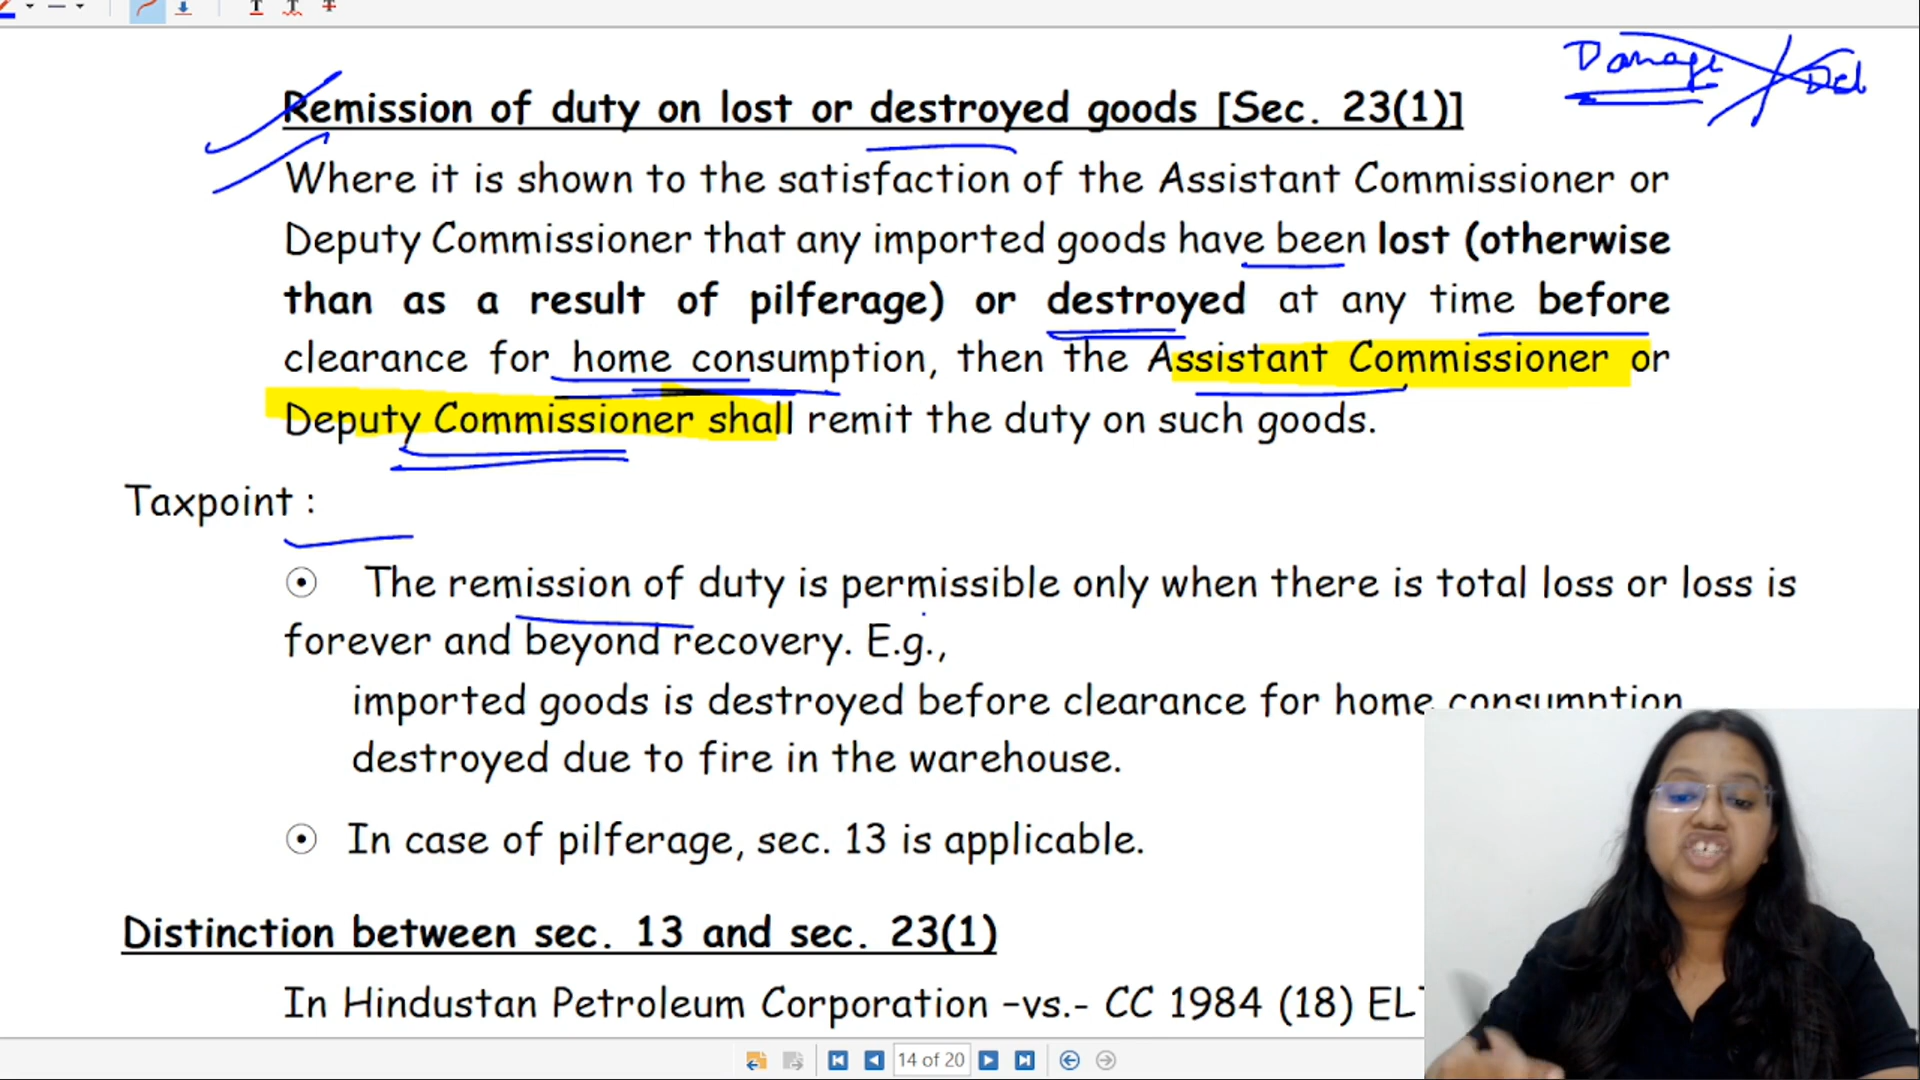 Damage
Remission of duty on lost or destroyed goods [Sec. 23(1)]
Where it is shown to the satisfaction of the Assistant Commissioner or
Deputy Commissioner that any imported goods have been lost (otherwise
than as a result of pilferage) or destroyed at any time before
clearance for home consumption, then the Assistant Commissioner or
Deputy Commissioner shall remit the duty on such goods.
Taxpoint :
The remission of duty is permissible only when there is total loss or loss is
forever and beyond recovery. E.g.,
imported goods is destroyed before clearance for home consumption
destroyed due to fire in the warehouse.
In case of pilferage, sec. 13 is applicable.
Distinction between sec. 13 and sec. 23(1)
In Hindustan Petroleum Corporation –vs.- CC 1984 (18)
14 of 20